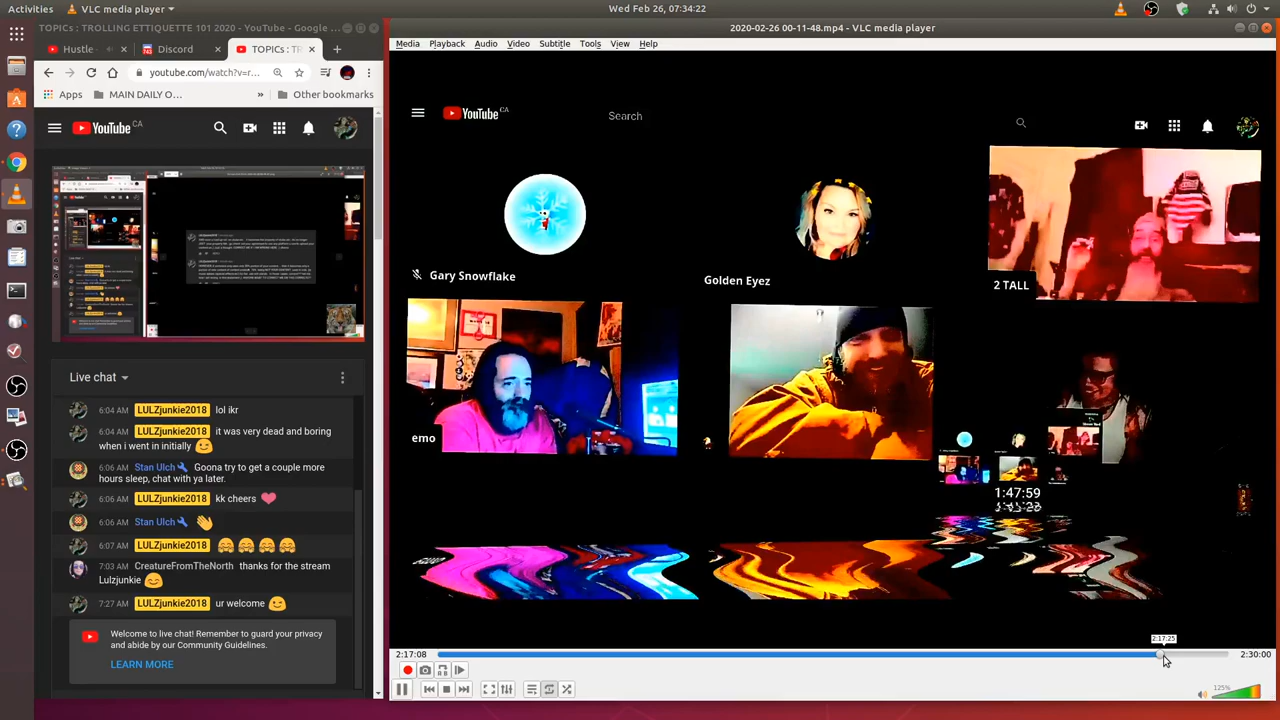 Activities
VLC media player
Wed Feb 26, 07:34:22
TOPICs : TROLLING ETTIQUETTE 101 2020 - YouTube - Google ...
2020-02-26 00-11-48.mp4 - VLC media player
Hustle
Discord
TOPICs : TR
Media Playback Audio Video Subtitle Tools View Help
youtube.com/watch?v=r...
Apps
MAIN DAILY O...
»
Other bookmarks
YouTube CA
YouTube CA
Search
Gary Snowflake
Golden Eyez
2 TALL
emo
1:47:59
Live chat
6:04 AM LULZjunkie2018 lol ikr
6:04 AM LULZjunkie2018 it was very dead and boring
when i went in initially 😉
6:06 AM Stan Ulch Goona try to get a couple more
hours sleep, chat with ya later.
6:06 AM LULZjunkie2018 kk cheers ❤
6:06 AM Stan Ulch 👋
6:07 AM LULZjunkie2018 🤗 🤗 🤗 🤗
7:03 AM CreatureFromTheNorth thanks for the stream
Lulzjunkie 😊
7:27 AM LULZjunkie2018 ur welcome 😉
Welcome to live chat! Remember to guard your privacy
and abide by our Community Guidelines.
LEARN MORE
2:17:25
2:17:08
2:30:00
125%